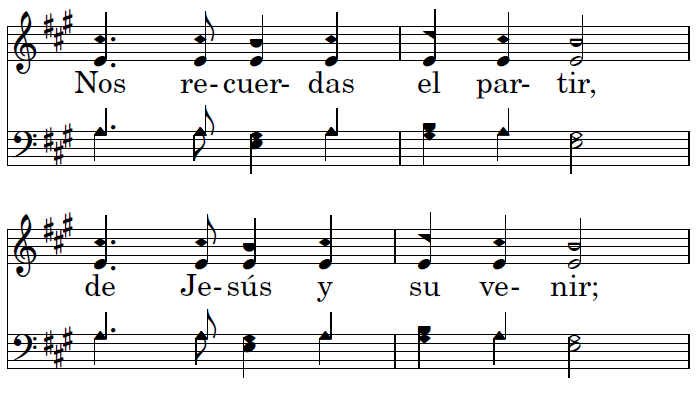 Nos re-cuer- das el par- tir,
de Je-sús y su ve- nir;